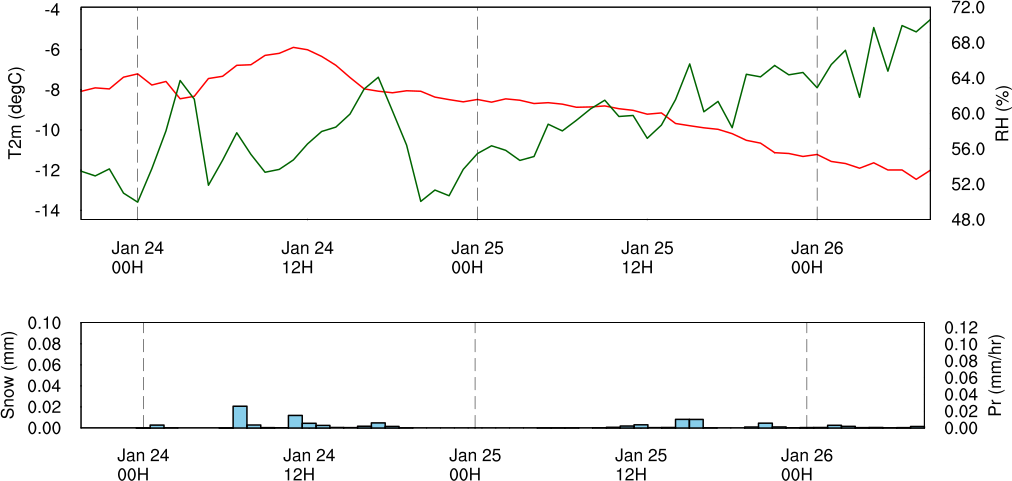 T2m (degC)
-4
-6
-8
-10
-12
-14
72.0
68.0
64.0
60.0
56.0
52.0
48.0
RH (%)
Jan 24
00H
Jan 24
12H
Jan 25
00H
Jan 25
12H
Jan 26
00H
Snow (mm)
0.10
0.08
0.06
0.04
0.02
0.00
0.12
0.10
0.08
0.06
0.04
0.02
0.00
Pr (mm/hr)
Jan 24
00H
Jan 24
12H
Jan 25
00H
Jan 25
12H
Jan 26
00H